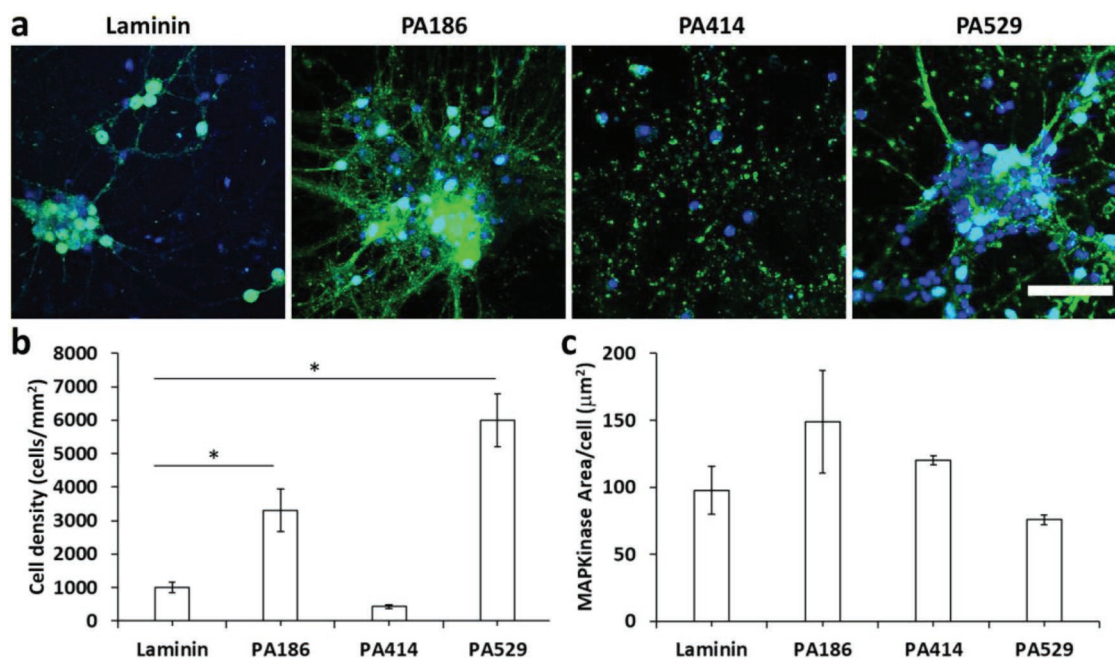 a Laminin PA186 PA414 PA529
b
Cell density (cells/mm²)
8000
7000
6000
5000
4000
3000
2000
1000
0
*
*
Laminin PA186 PA414 PA529
c
MAPKinase Area/cell (μm²)
200
150
100
50
0
Laminin PA186 PA414 PA529